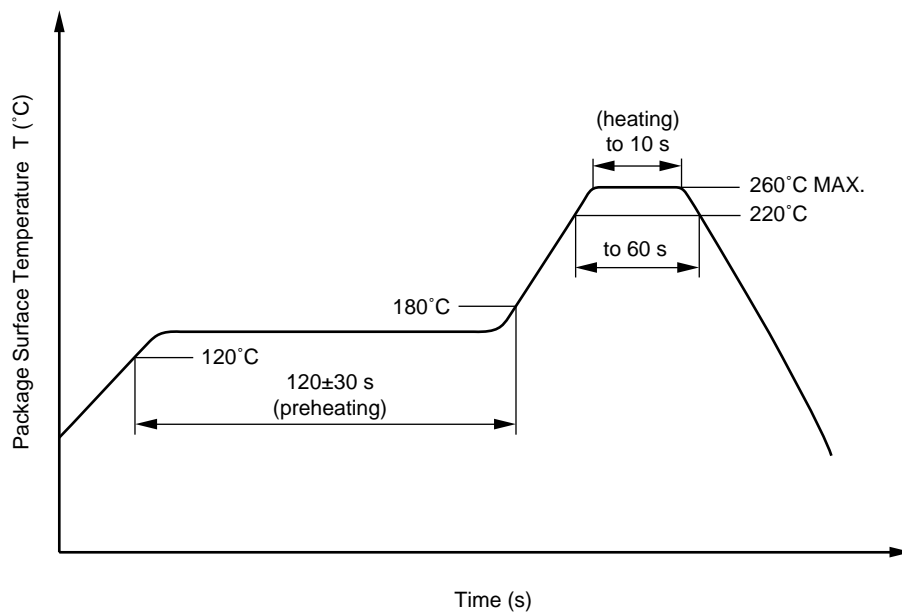 Package Surface Temperature T (˚C)
(heating)
to 10 s
260˚C MAX.
220˚C
to 60 s
180˚C
120˚C
120±30 s
(preheating)
Time (s)